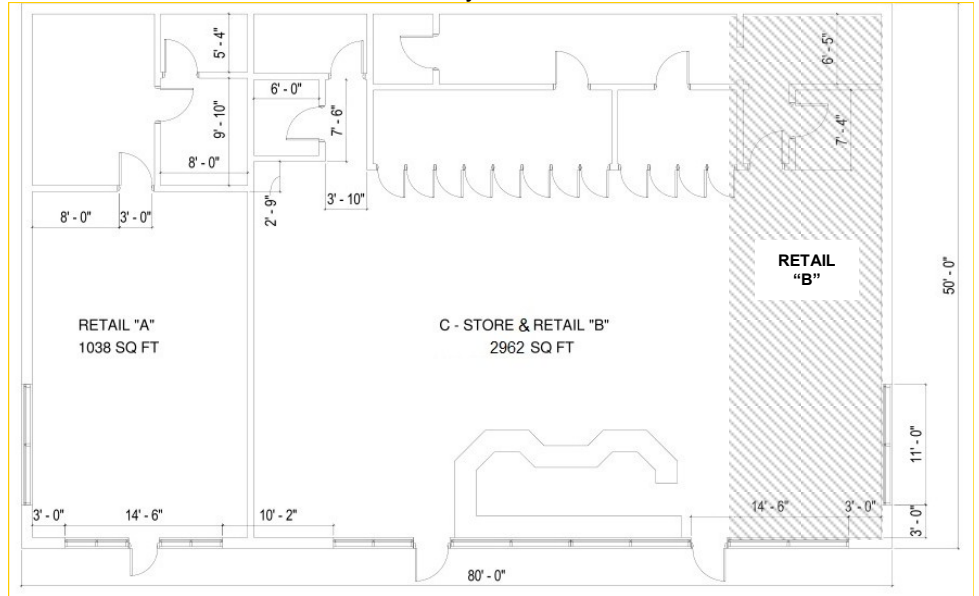 5' - 4"
6' - 5"
6' - 0"
9' - 10"
7' - 6"
7' - 4"
8' - 0"
2' - 9"
3' - 10"
8' - 0"
3' - 0"
RETAIL
“B”
50' - 0"
RETAIL "A"
1038 SQ FT
C - STORE & RETAIL "B"
2962 SQ FT
11' - 0"
3' - 0"
14' - 6"
10' - 2"
14' - 6"
3' - 0"
3' - 0"
80' - 0"